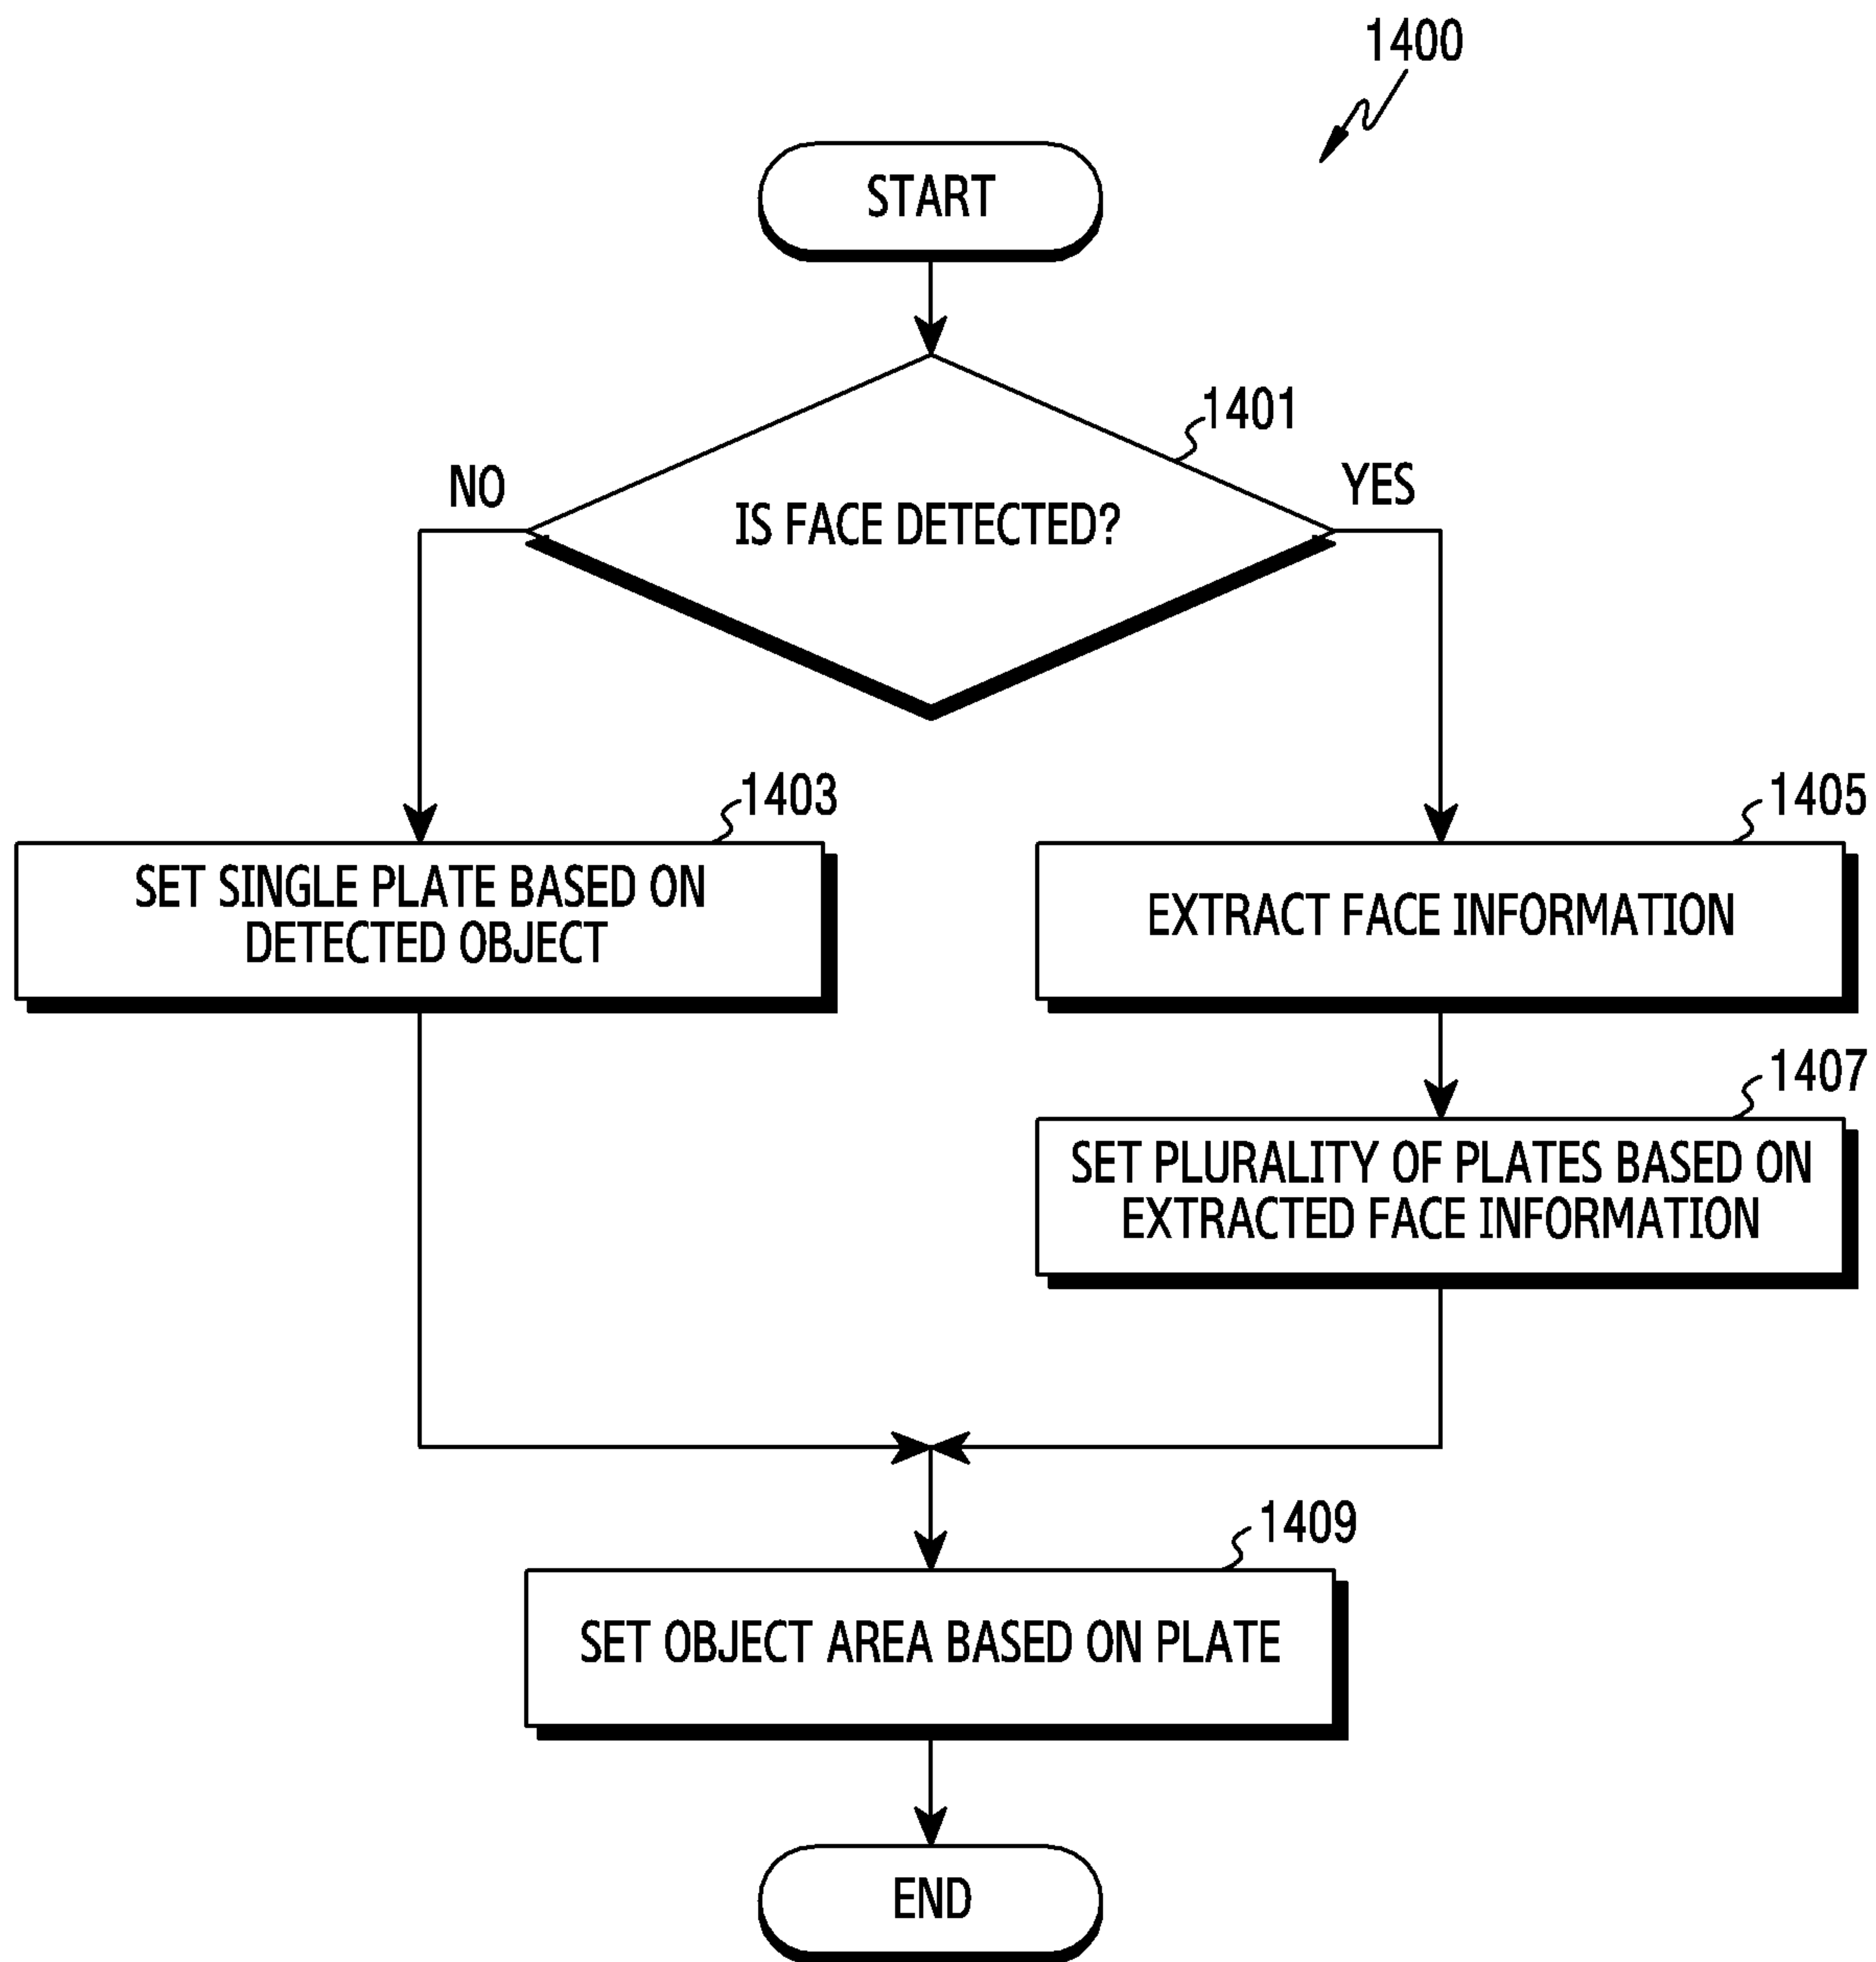 1400
START
1401
NO
YES
IS FACE DETECTED?
1403
1405
SET SINGLE PLATE BASED ON
DETECTED OBJECT
EXTRACT FACE INFORMATION
1407
SET PLURALITY OF PLATES BASED ON
EXTRACTED FACE INFORMATION
1409
SET OBJECT AREA BASED ON PLATE
END